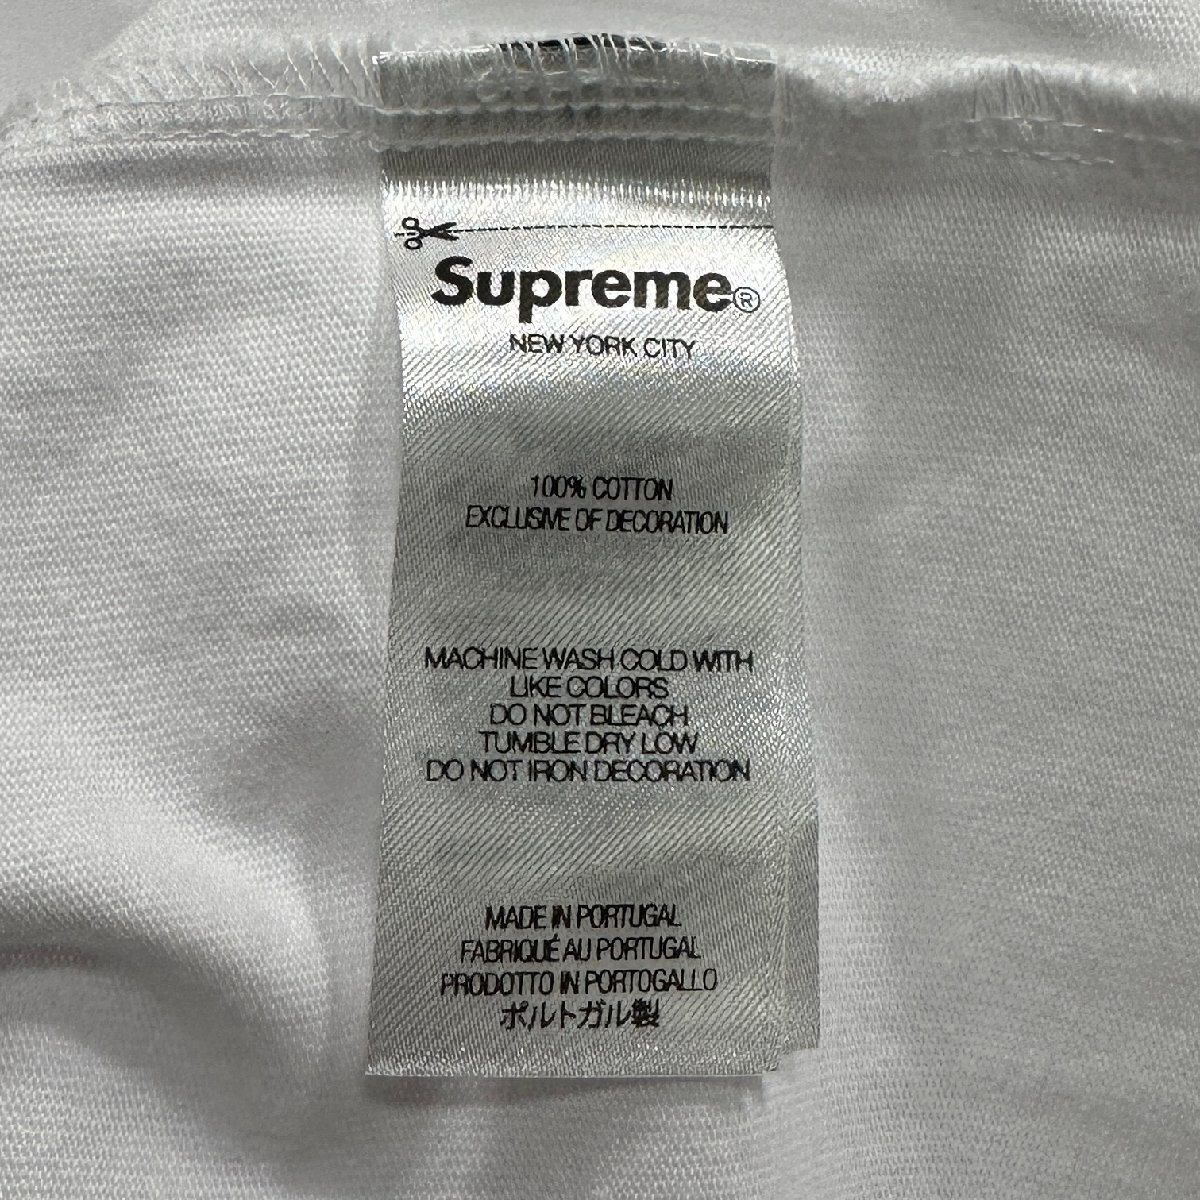 Supreme®
NEW YORK CITY
100% COTTON
EXCLUSIVE OF DECORATION
MACHINE WASH COLD WITH
LIKE COLORS
DO NOT BLEACH
TUMBLE DRY LOW
DO NOT IRON DECORATION
MADE IN PORTUGAL
FABRIQUÉ AU PORTUGAL
PRODOTTO IN PORTOGALLO
ポルトガル製